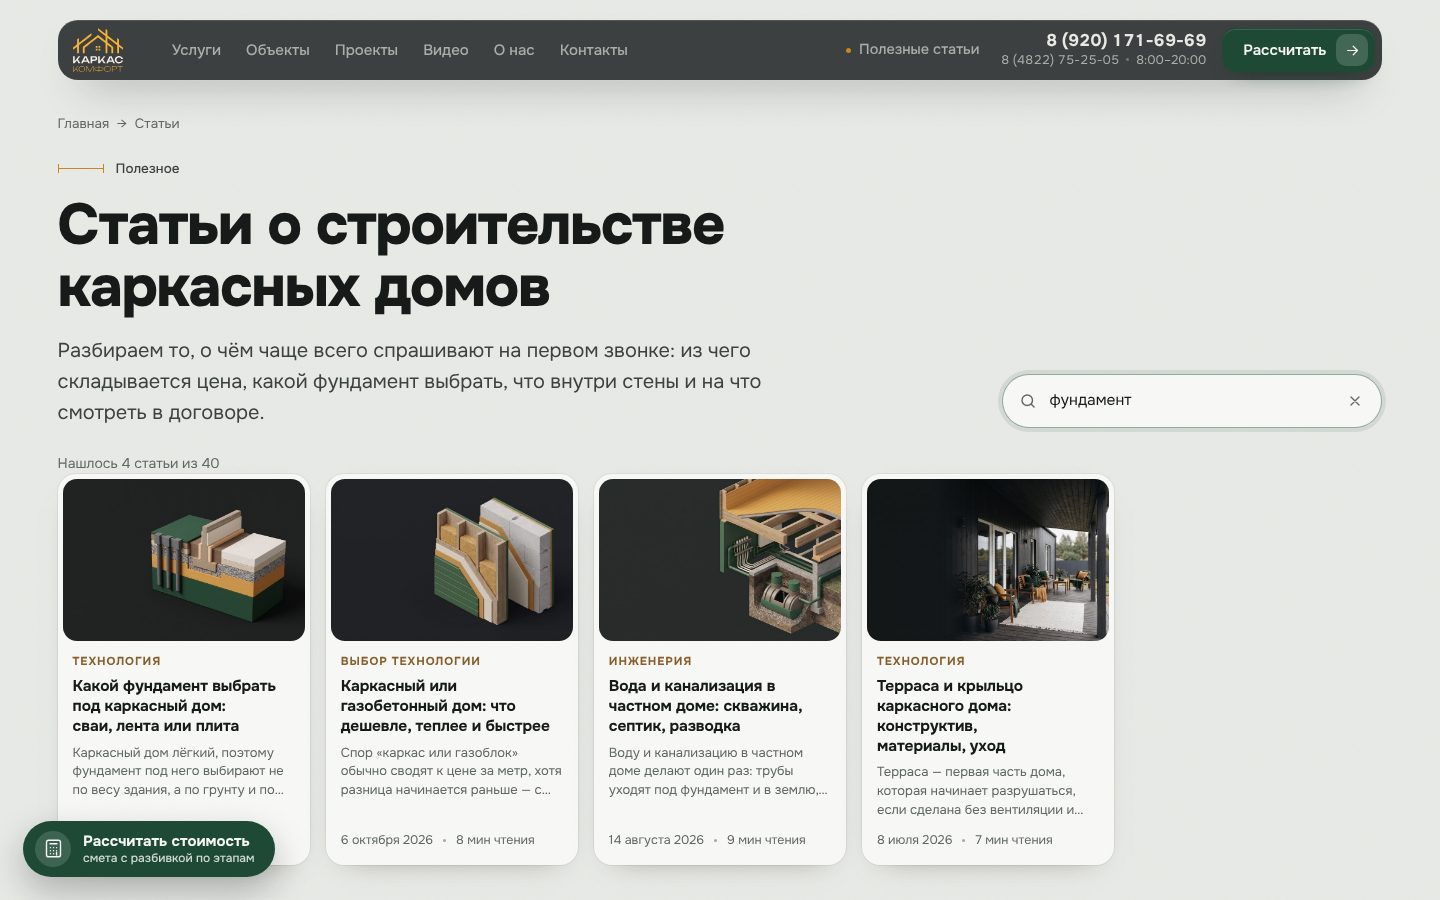 КАРКАС
КОМФОРТ
Услуги
Объекты
Проекты
Видео
О нас
Контакты
Полезные статьи
8 (920) 171-69-69
8 (4822) 75-25-05 • 8:00–20:00
Рассчитать →
Главная → Статьи
Полезное
Статьи о строительстве
каркасных домов
Разбираем то, о чём чаще всего спрашивают на первом звонке: из чего
складывается цена, какой фундамент выбрать, что внутри стены и на что
смотреть в договоре.
фундамент
Нашлось 4 статьи из 40
ТЕХНОЛОГИЯ
Какой фундамент выбрать
под каркасный дом:
сваи, лента или плита
Каркасный дом лёгкий, поэтому
фундамент под него выбирают не
по весу здания, а по грунту и по...
ВЫБОР ТЕХНОЛОГИИ
Каркасный или
газобетонный дом: что
дешевле, теплее и быстрее
Спор «каркас или газоблок»
обычно сводят к цене за метр, хотя
разница начинается раньше — с...
6 октября 2026 • 8 мин чтения
ИНЖЕНЕРИЯ
Вода и канализация в
частном доме: скважина,
септик, разводка
Воду и канализацию в частном
доме делают один раз: трубы
уходят под фундамент и в землю,...
14 августа 2026 • 9 мин чтения
ТЕХНОЛОГИЯ
Терраса и крыльцо
каркасного дома:
конструктив,
материалы, уход
Терраса — первая часть дома,
которая начинает разрушаться,
если сделана без вентиляции и...
8 июля 2026 • 7 мин чтения
Рассчитать стоимость
смета с разбивкой по этапам